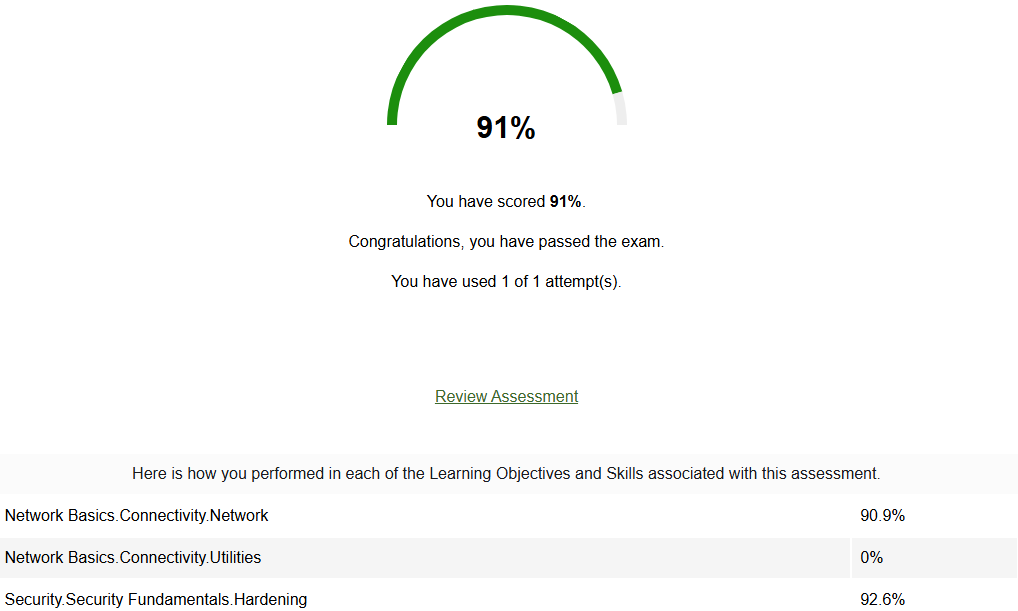 91%
You have scored 91%.
Congratulations, you have passed the exam.
You have used 1 of 1 attempt(s).
Review Assessment
Here is how you performed in each of the Learning Objectives and Skills associated with this assessment.
Network Basics.Connectivity.Network 90.9%
Network Basics.Connectivity.Utilities 0%
Security.Security Fundamentals.Hardening 92.6%